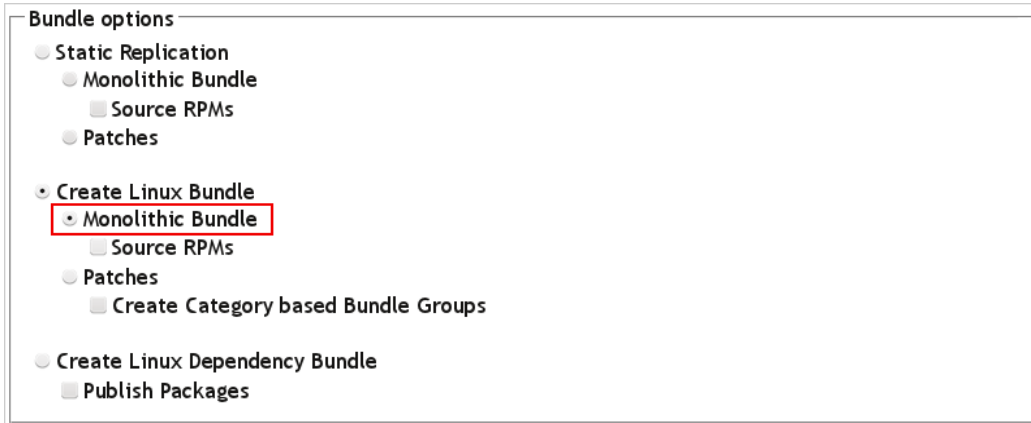 Bundle options
Static Replication
Monolithic Bundle
Source RPMs
Patches
Create Linux Bundle
Monolithic Bundle
Source RPMs
Patches
Create Category based Bundle Groups
Create Linux Dependency Bundle
Publish Packages